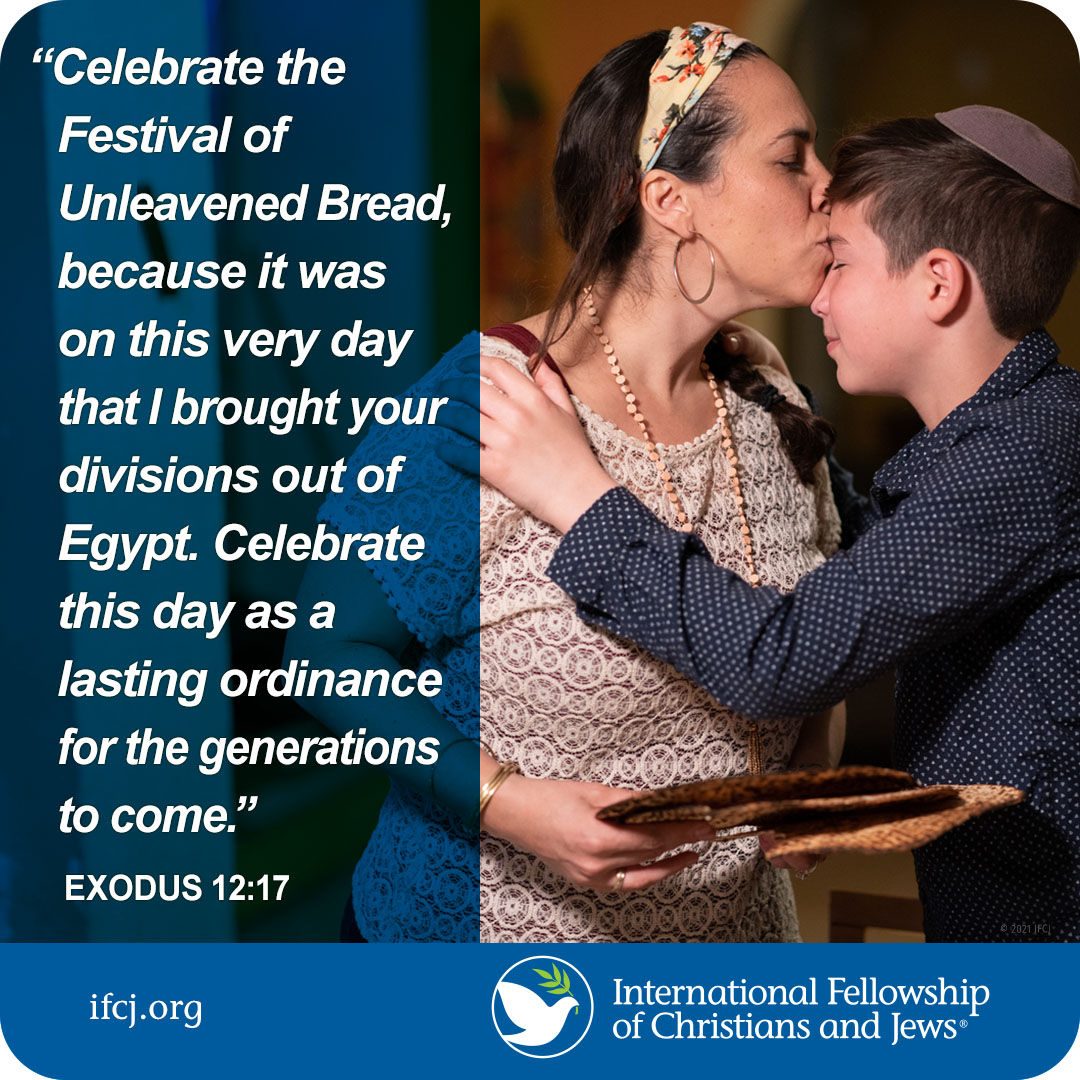 “Celebrate the
Festival of
Unleavened Bread,
because it was
on this very day
that I brought your
divisions out of
Egypt. Celebrate
this day as a
lasting ordinance
for the generations
to come.”
EXODUS 12:17
© 2021 IFCJ
ifcj.org
International Fellowship
of Christians and Jews®